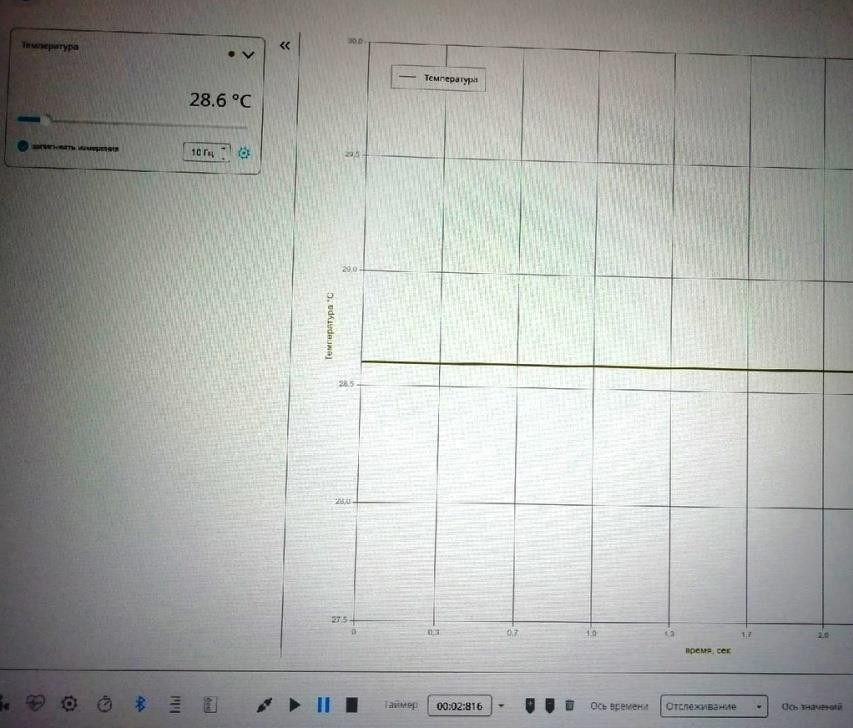 Температура
28.6 °C
записывать измерения
10 Гц
Температура
30,0
29,5
29,0
28,5
28,0
27,5
Температура °C
0
0,3
0,7
1,0
1,3
1,7
2,0
время, сек
Таймер
00:02:816
Ось времени
Отслеживание
Ось значений